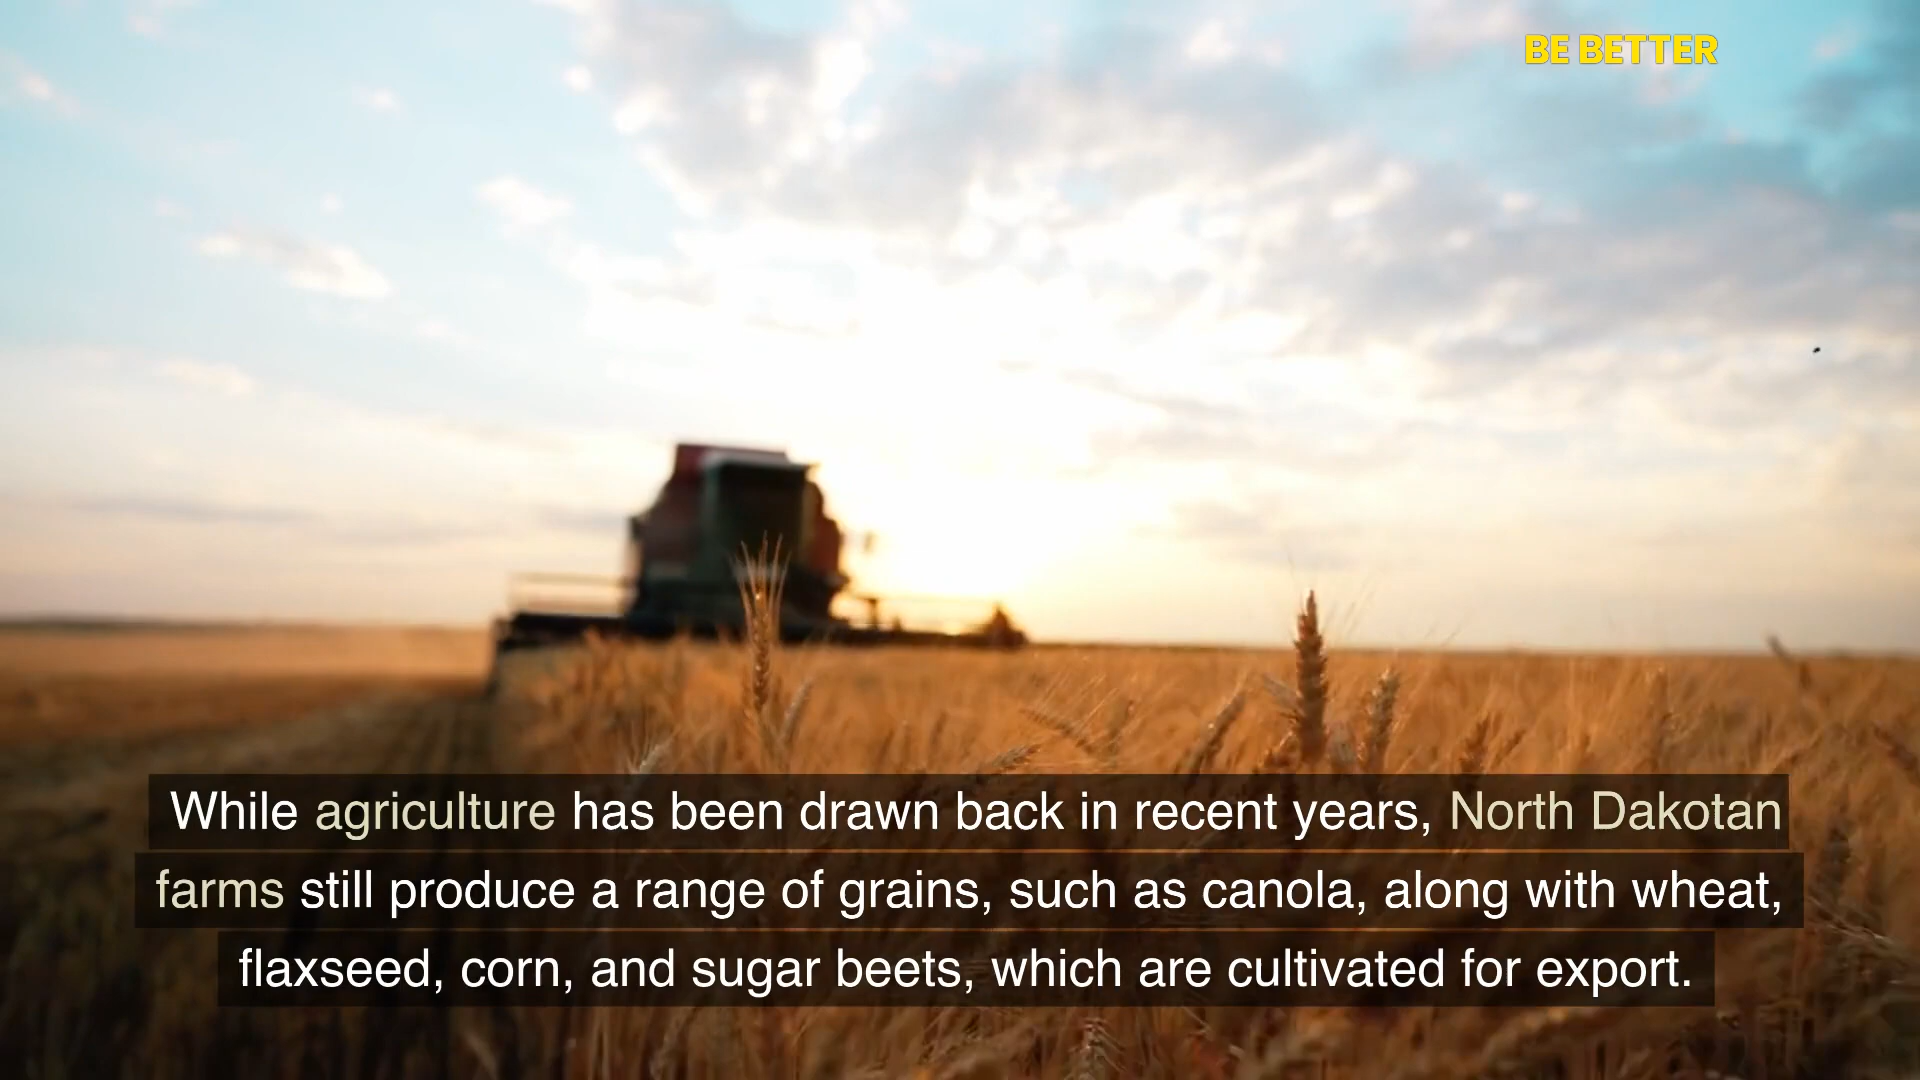 BE BETTER
While agriculture has been drawn back in recent years, North Dakotan
farms still produce a range of grains, such as canola, along with wheat,
flaxseed, corn, and sugar beets, which are cultivated for export.